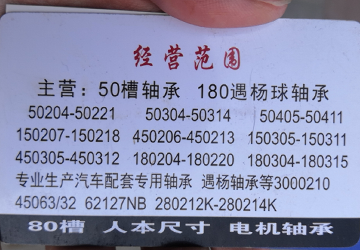 经营范围
主营：50槽轴承 180遇杨球轴承
50204-50221 50304-50314 50405-50411
150207-150218 450206-450213 150305-150311
450305-450312 180204-180220 180304-180315
专业生产汽车配套专用轴承 遇杨轴承等3000210
45063/32 62127NB 280212K-280214K
80槽 人本尺寸 电机轴承